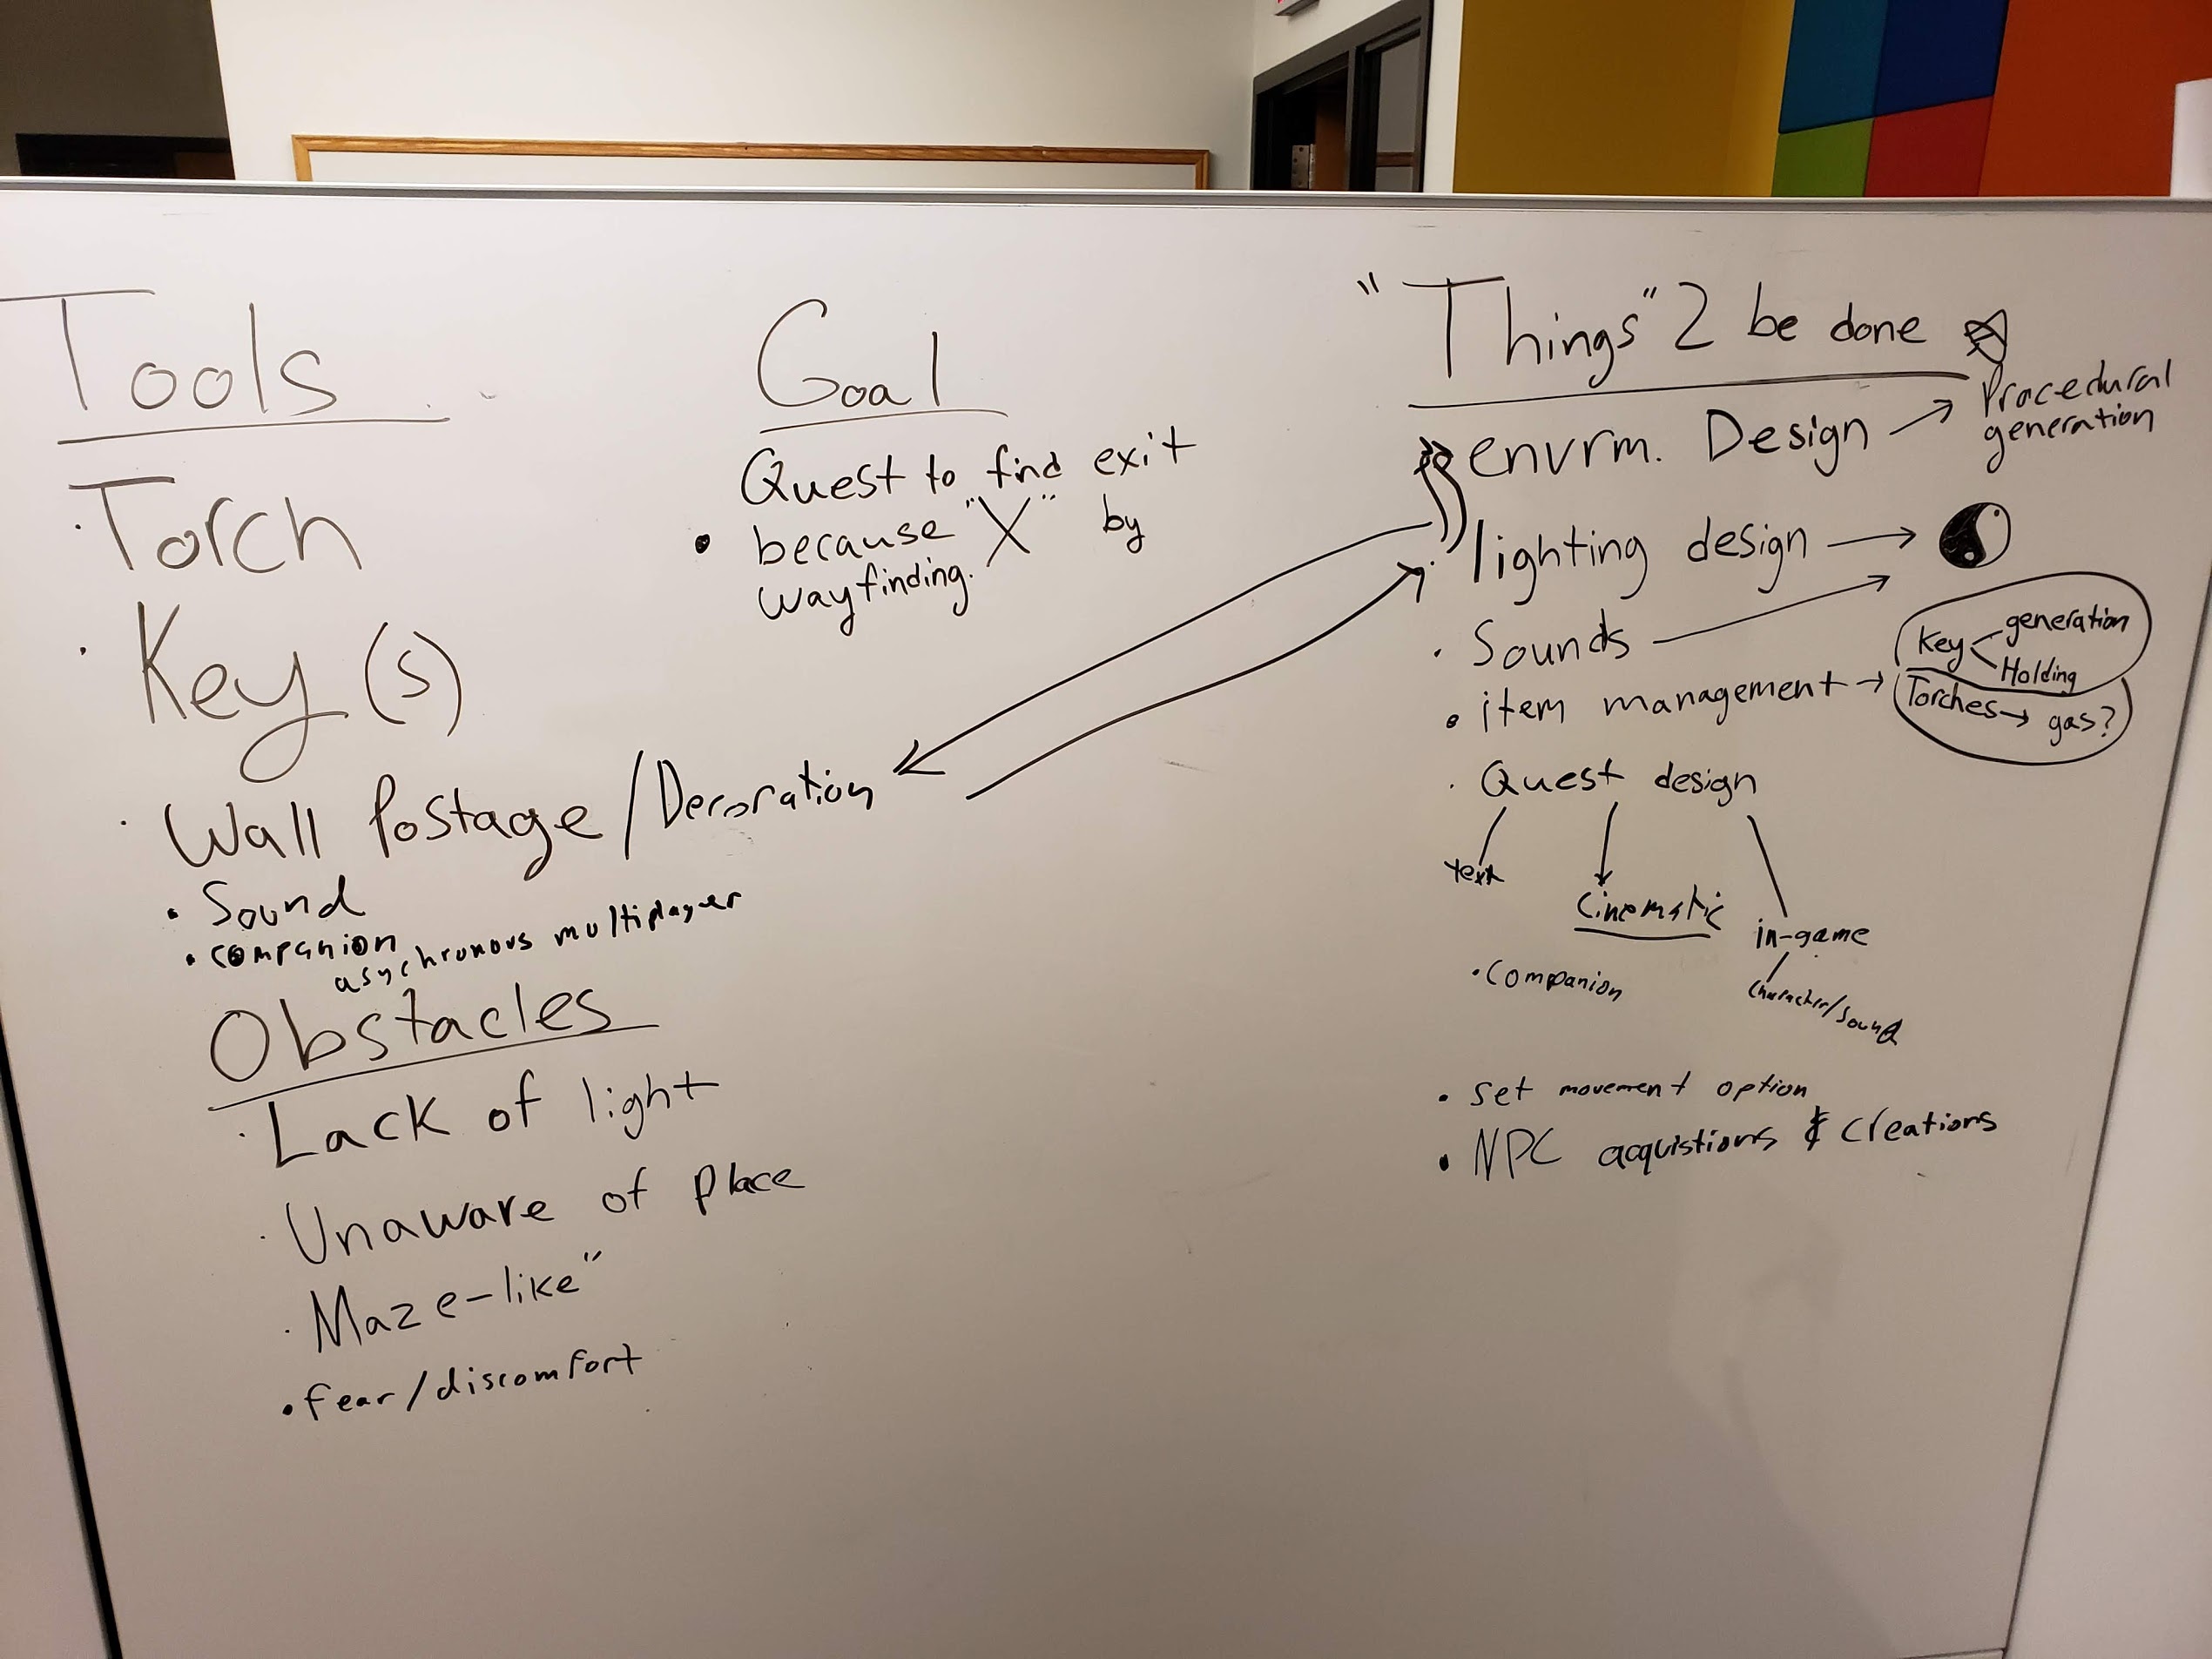 Tools
· Torch
· Key (s)
· Wall Postage / Decoration
• Sound
• companion
asychronous multiplayer
Obstacles
· Lack of light
· Unaware of place
· Maze-like"
• fear/discomfort
Goal
Quest to find exit
• because "X" by
wayfinding.
"Things" 2 be done
envrm. Design → Procedural
generation
· lighting design →
· Sounds →
• item management →
Key < generation
Holding
Torches → gas?
· Quest design
text
Cinematic
in-game
character/sound
· Companion
• set movement option
• NPC acquistions & creations